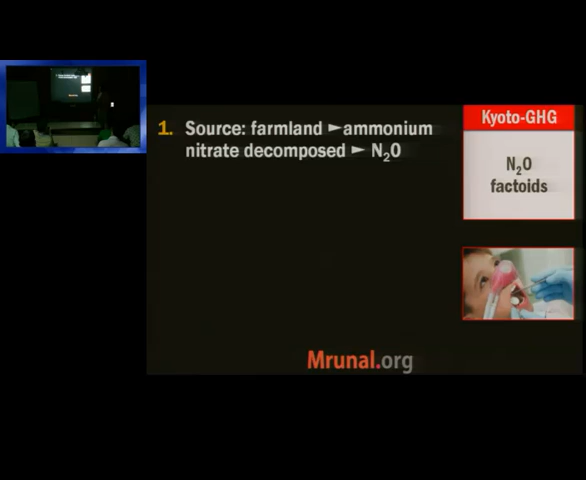 Kyoto-GHG
1. Source: farmland ►ammonium
nitrate decomposed ► N₂O
N₂O
factoids
Mrunal.org